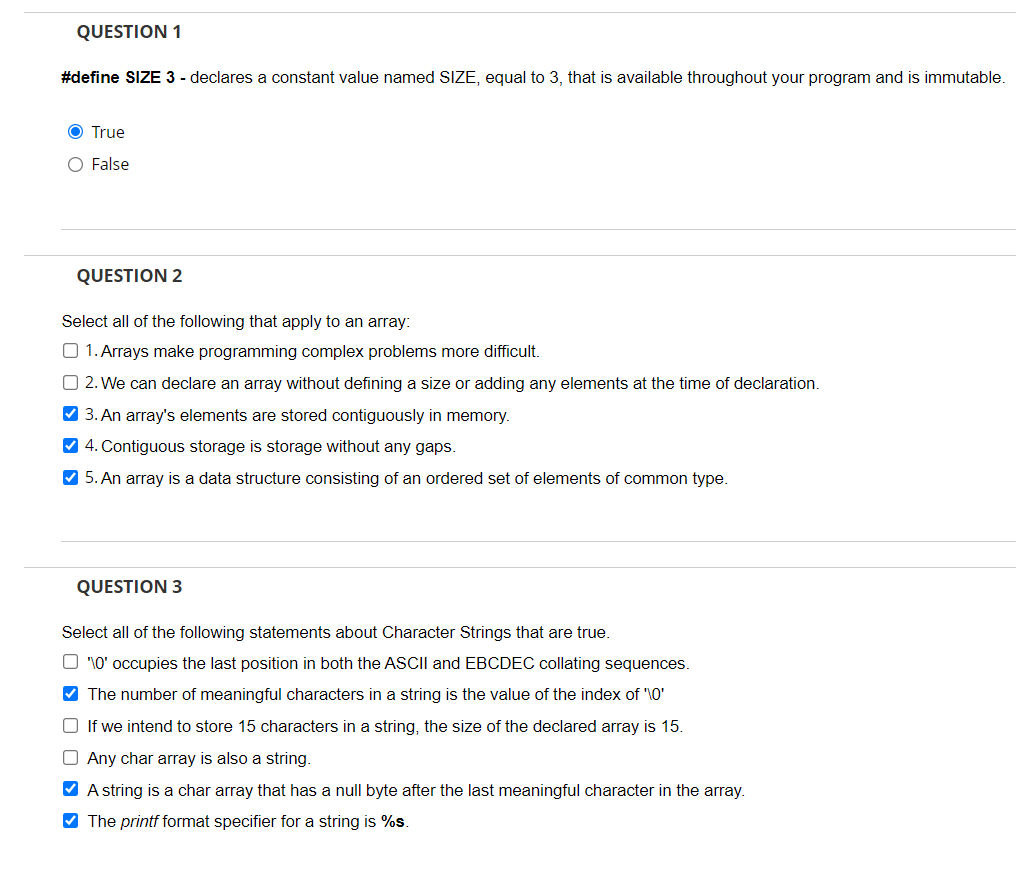 QUESTION 1
#define SIZE 3 - declares a constant value named SIZE, equal to 3, that is available throughout your program and is immutable.
True
False
QUESTION 2
Select all of the following that apply to an array:
1. Arrays make programming complex problems more difficult.
2. We can declare an array without defining a size or adding any elements at the time of declaration.
3. An array's elements are stored contiguously in memory.
4. Contiguous storage is storage without any gaps.
5. An array is a data structure consisting of an ordered set of elements of common type.
QUESTION 3
Select all of the following statements about Character Strings that are true.
'\0' occupies the last position in both the ASCII and EBCDEC collating sequences.
The number of meaningful characters in a string is the value of the index of '\0'
If we intend to store 15 characters in a string, the size of the declared array is 15.
Any char array is also a string.
A string is a char array that has a null byte after the last meaningful character in the array.
The printf format specifier for a string is %s.